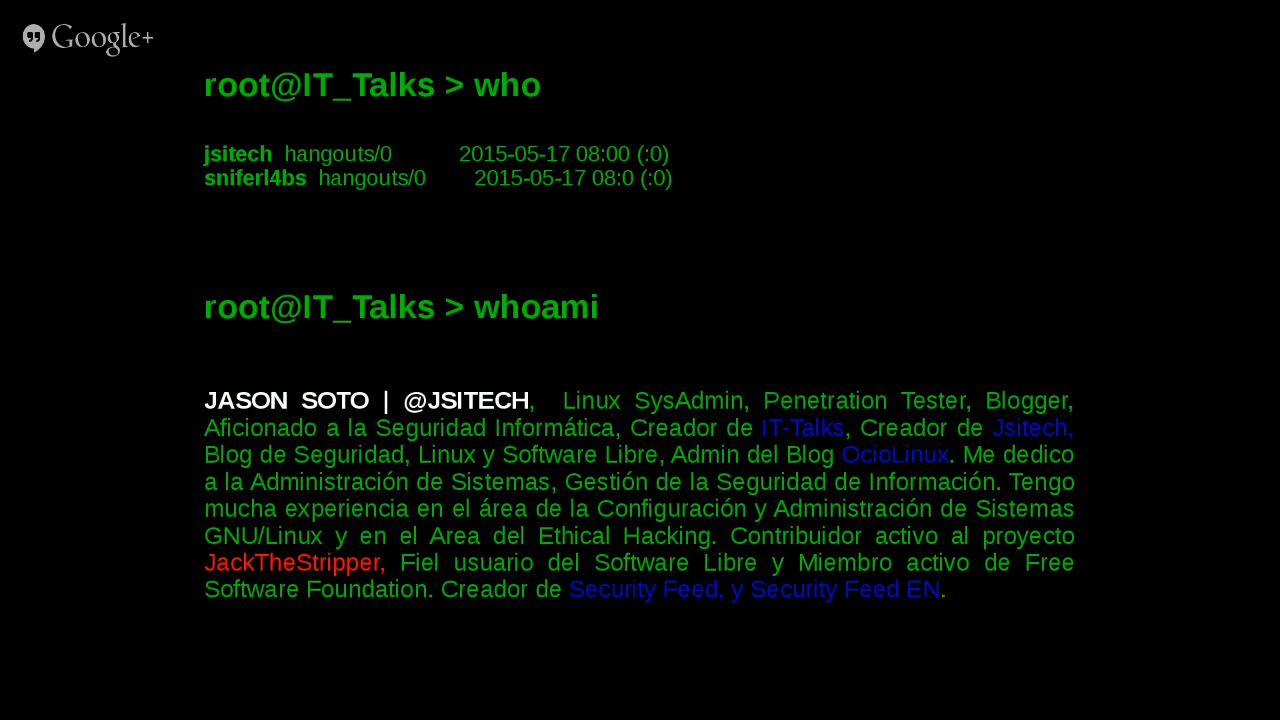 Google+
root@IT_Talks > who
jsitech hangouts/0 2015-05-17 08:00 (:0)
sniferl4bs hangouts/0 2015-05-17 08:0 (:0)
root@IT_Talks > whoami
JASON SOTO | @JSITECH, Linux SysAdmin, Penetration Tester, Blogger,
Aficionado a la Seguridad Informática, Creador de IT-Talks, Creador de Jsitech,
Blog de Seguridad, Linux y Software Libre, Admin del Blog OcioLinux. Me dedico
a la Administración de Sistemas, Gestión de la Seguridad de Información. Tengo
mucha experiencia en el área de la Configuración y Administración de Sistemas
GNU/Linux y en el Area del Ethical Hacking. Contribuidor activo al proyecto
JackTheStripper, Fiel usuario del Software Libre y Miembro activo de Free
Software Foundation. Creador de Security Feed, y Security Feed EN.